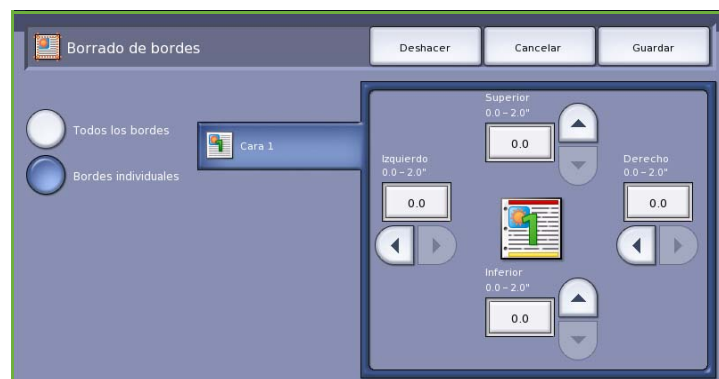 Borrado de bordes
Deshacer
Cancelar
Guardar
Todos los bordes
Bordes individuales
Cara 1
Superior
0.0 – 2.0"
0.0
Izquierdo
0.0 – 2.0"
0.0
Derecho
0.0 – 2.0"
0.0
1
Inferior
0.0 – 2.0"
0.0